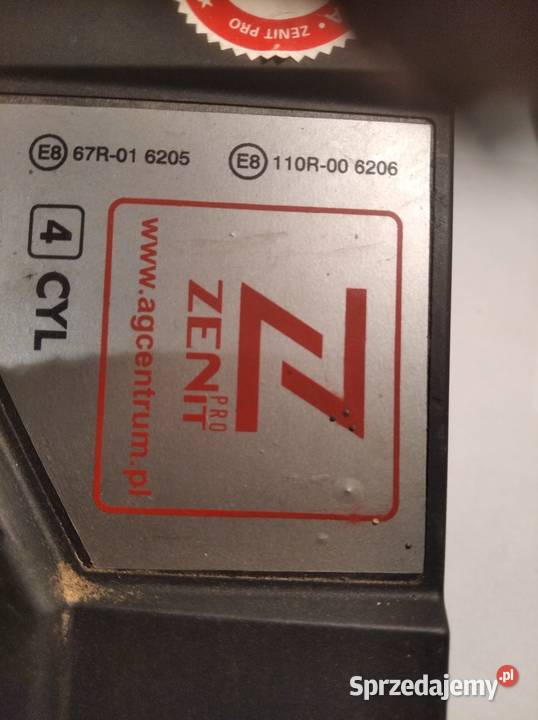 ZENIT PRO
E8 67R-01 6205
E8 110R-00 6206
4 CYL
ZENIT
PRO
www.agcentrum.pl
Sprzedajemy.pl